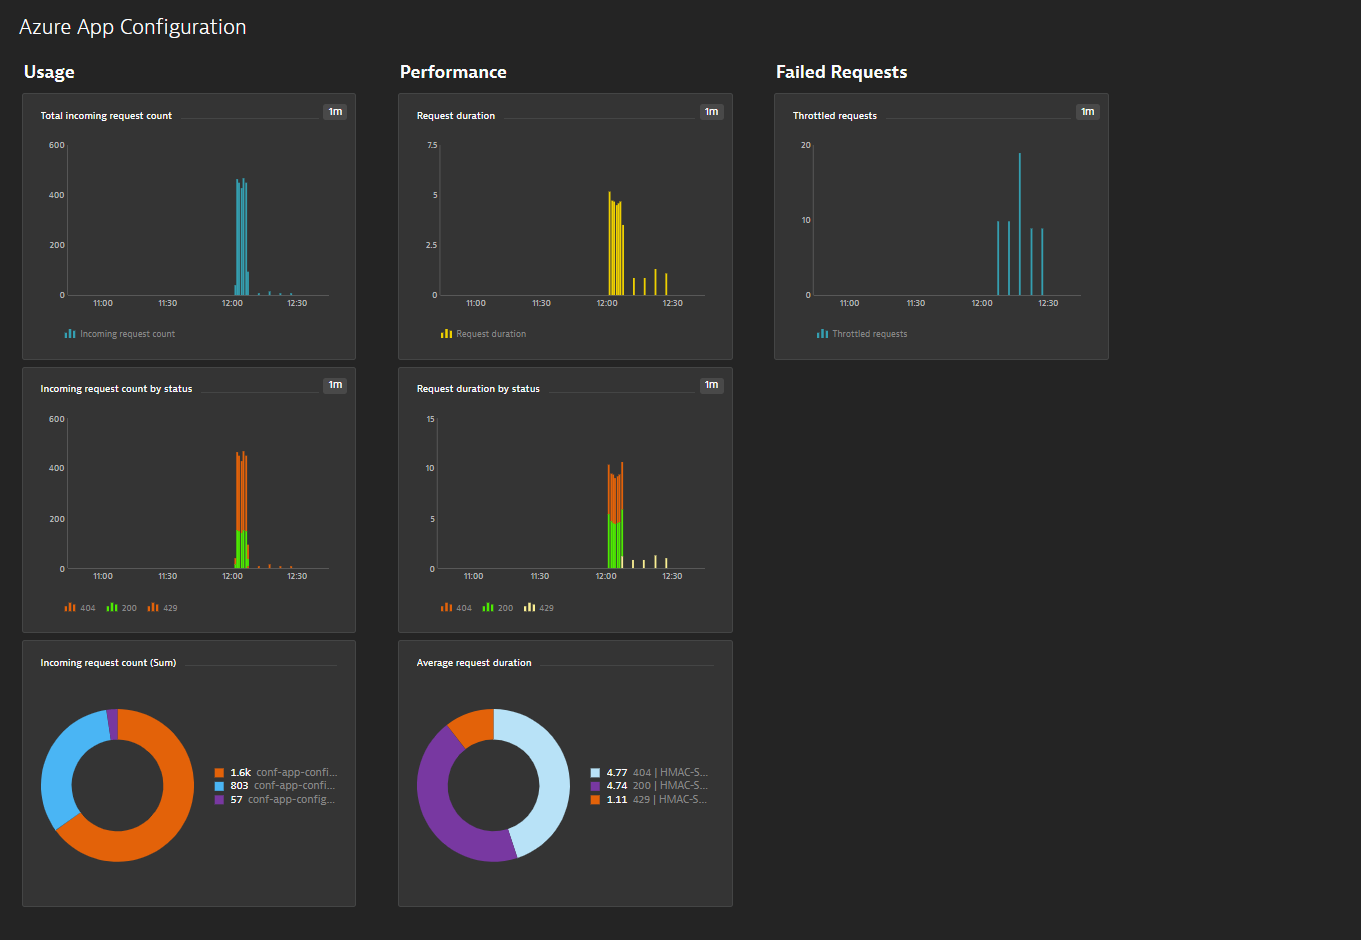 Azure App Configuration
Usage
Performance
Failed Requests
Total incoming request count
1m
600
400
200
0
11:00
11:30
12:00
12:30
Incoming request count
Request duration
1m
7.5
5
2.5
0
11:00
11:30
12:00
12:30
Request duration
Throttled requests
1m
20
10
0
11:00
11:30
12:00
12:30
Throttled requests
Incoming request count by status
1m
600
400
200
0
11:00
11:30
12:00
12:30
404
200
429
Request duration by status
1m
15
10
5
0
11:00
11:30
12:00
12:30
404
200
429
Incoming request count (Sum)
1.6k conf-app-confi...
803 conf-app-confi...
57 conf-app-config...
Average request duration
4.77 404 | HMAC-S...
4.74 200 | HMAC-S...
1.11 429 | HMAC-S...